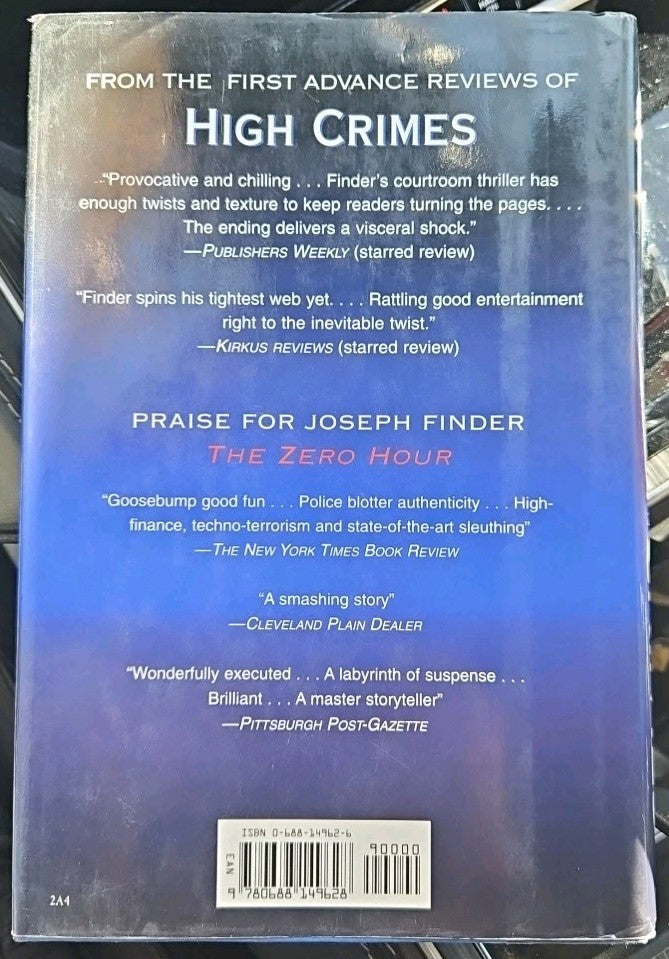 FROM THE FIRST ADVANCE REVIEWS OF
HIGH CRIMES
“Provocative and chilling . . . Finder's courtroom thriller has
enough twists and texture to keep readers turning the pages. . . .
The ending delivers a visceral shock.”
—PUBLISHERS WEEKLY (starred review)
“Finder spins his tightest web yet. . . . Rattling good entertainment
right to the inevitable twist.”
—KIRKUS REVIEWS (starred review)
PRAISE FOR JOSEPH FINDER
THE ZERO HOUR
“Goosebump good fun . . . Police blotter authenticity . . . High-
finance, techno-terrorism and state-of-the-art sleuthing”
—THE NEW YORK TIMES BOOK REVIEW
“A smashing story”
—CLEVELAND PLAIN DEALER
“Wonderfully executed . . . A labyrinth of suspense . . .
Brilliant . . . A master storyteller”
—PITTSBURGH POST-GAZETTE
ISBN 0-688-14962-6
90000
EAN
9 780688 149628
2A4